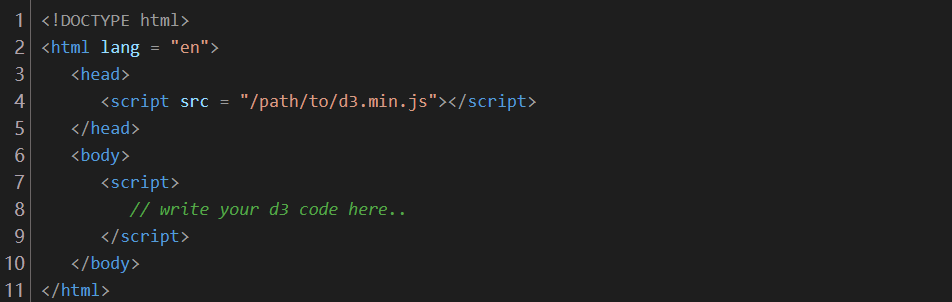 1 <!DOCTYPE html>
2 <html lang = "en">
3    <head>
4       <script src = "/path/to/d3.min.js"></script>
5    </head>
6    <body>
7       <script>
8          // write your d3 code here..
9       </script>
10    </body>
11 </html>